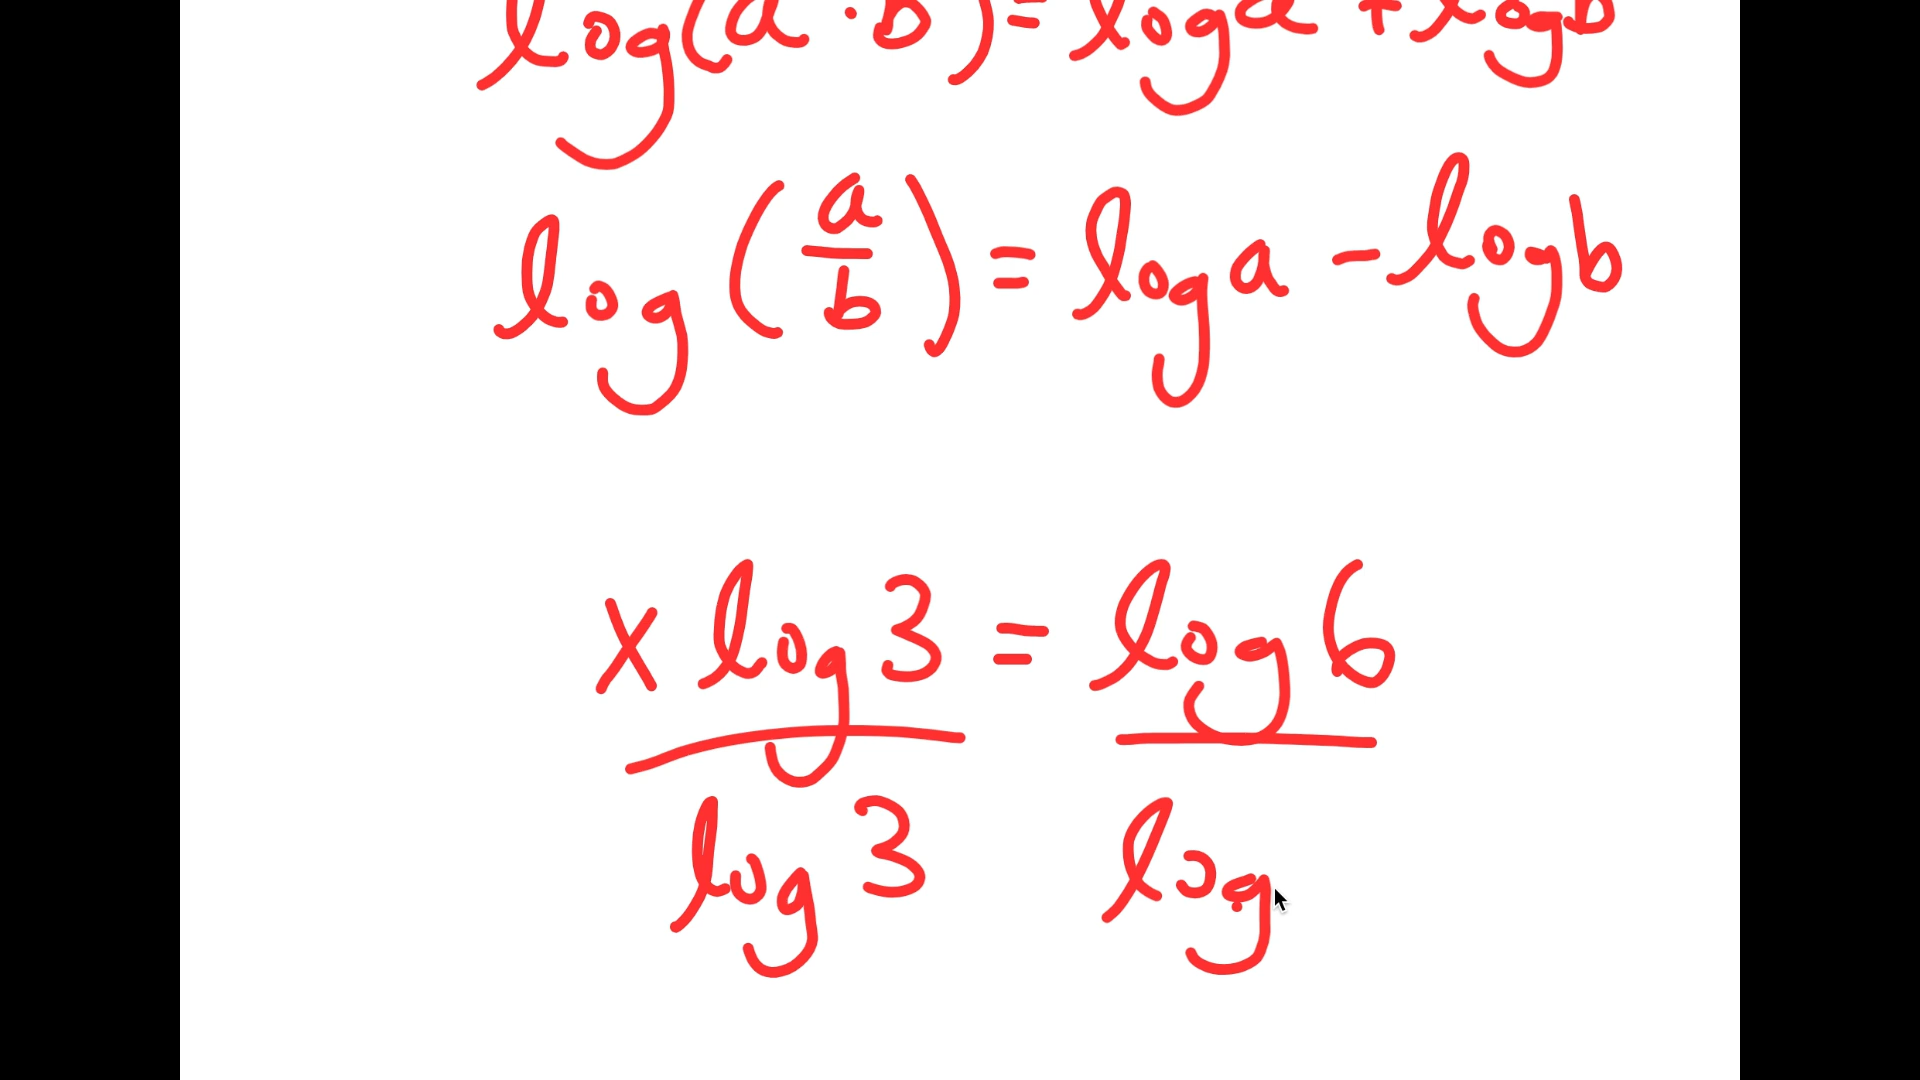 log(a · b) = log a + log b
log (a/b) = log a - log b
x log 3 = log 6
log 3 log